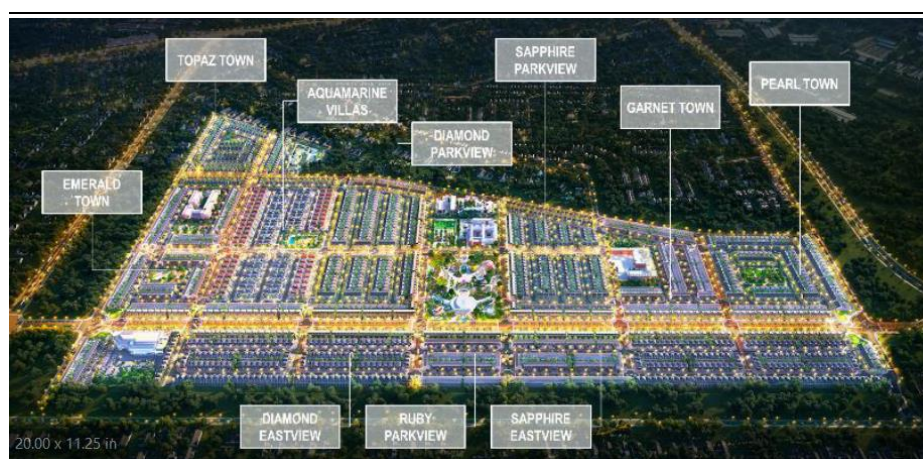 SAPPHIRE
PARKVIEW
TOPAZ TOWN
PEARL TOWN
AQUAMARINE
VILLAS
GARNET TOWN
DIAMOND
PARKVIEW
EMERALD
TOWN
DIAMOND
EASTVIEW
RUBY
PARKVIEW
SAPPHIRE
EASTVIEW
20.00 x 11.25 in